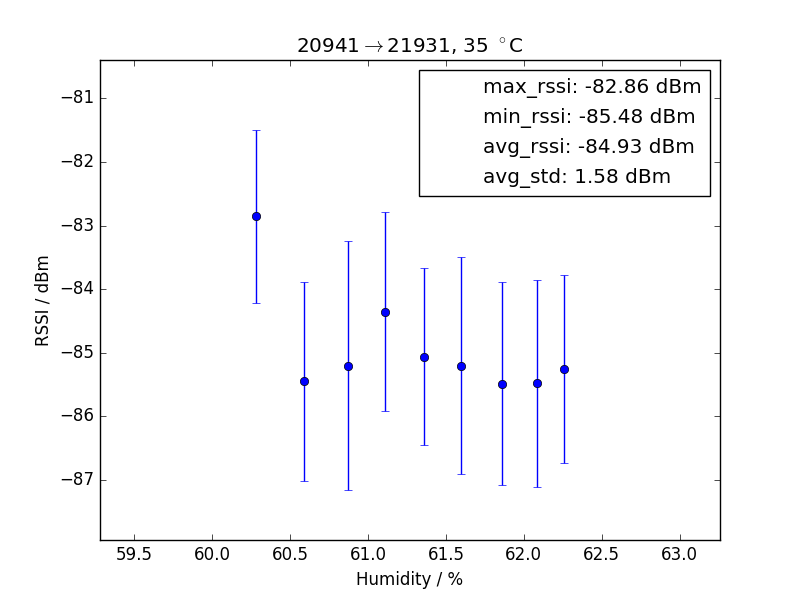 20941→21931, 35 °C
max_rssi: -82.86 dBm
min_rssi: -85.48 dBm
avg_rssi: -84.93 dBm
avg_std: 1.58 dBm
−81
−82
−83
−84
−85
−86
−87
RSSI / dBm
59.5 60.0 60.5 61.0 61.5 62.0 62.5 63.0
Humidity / %